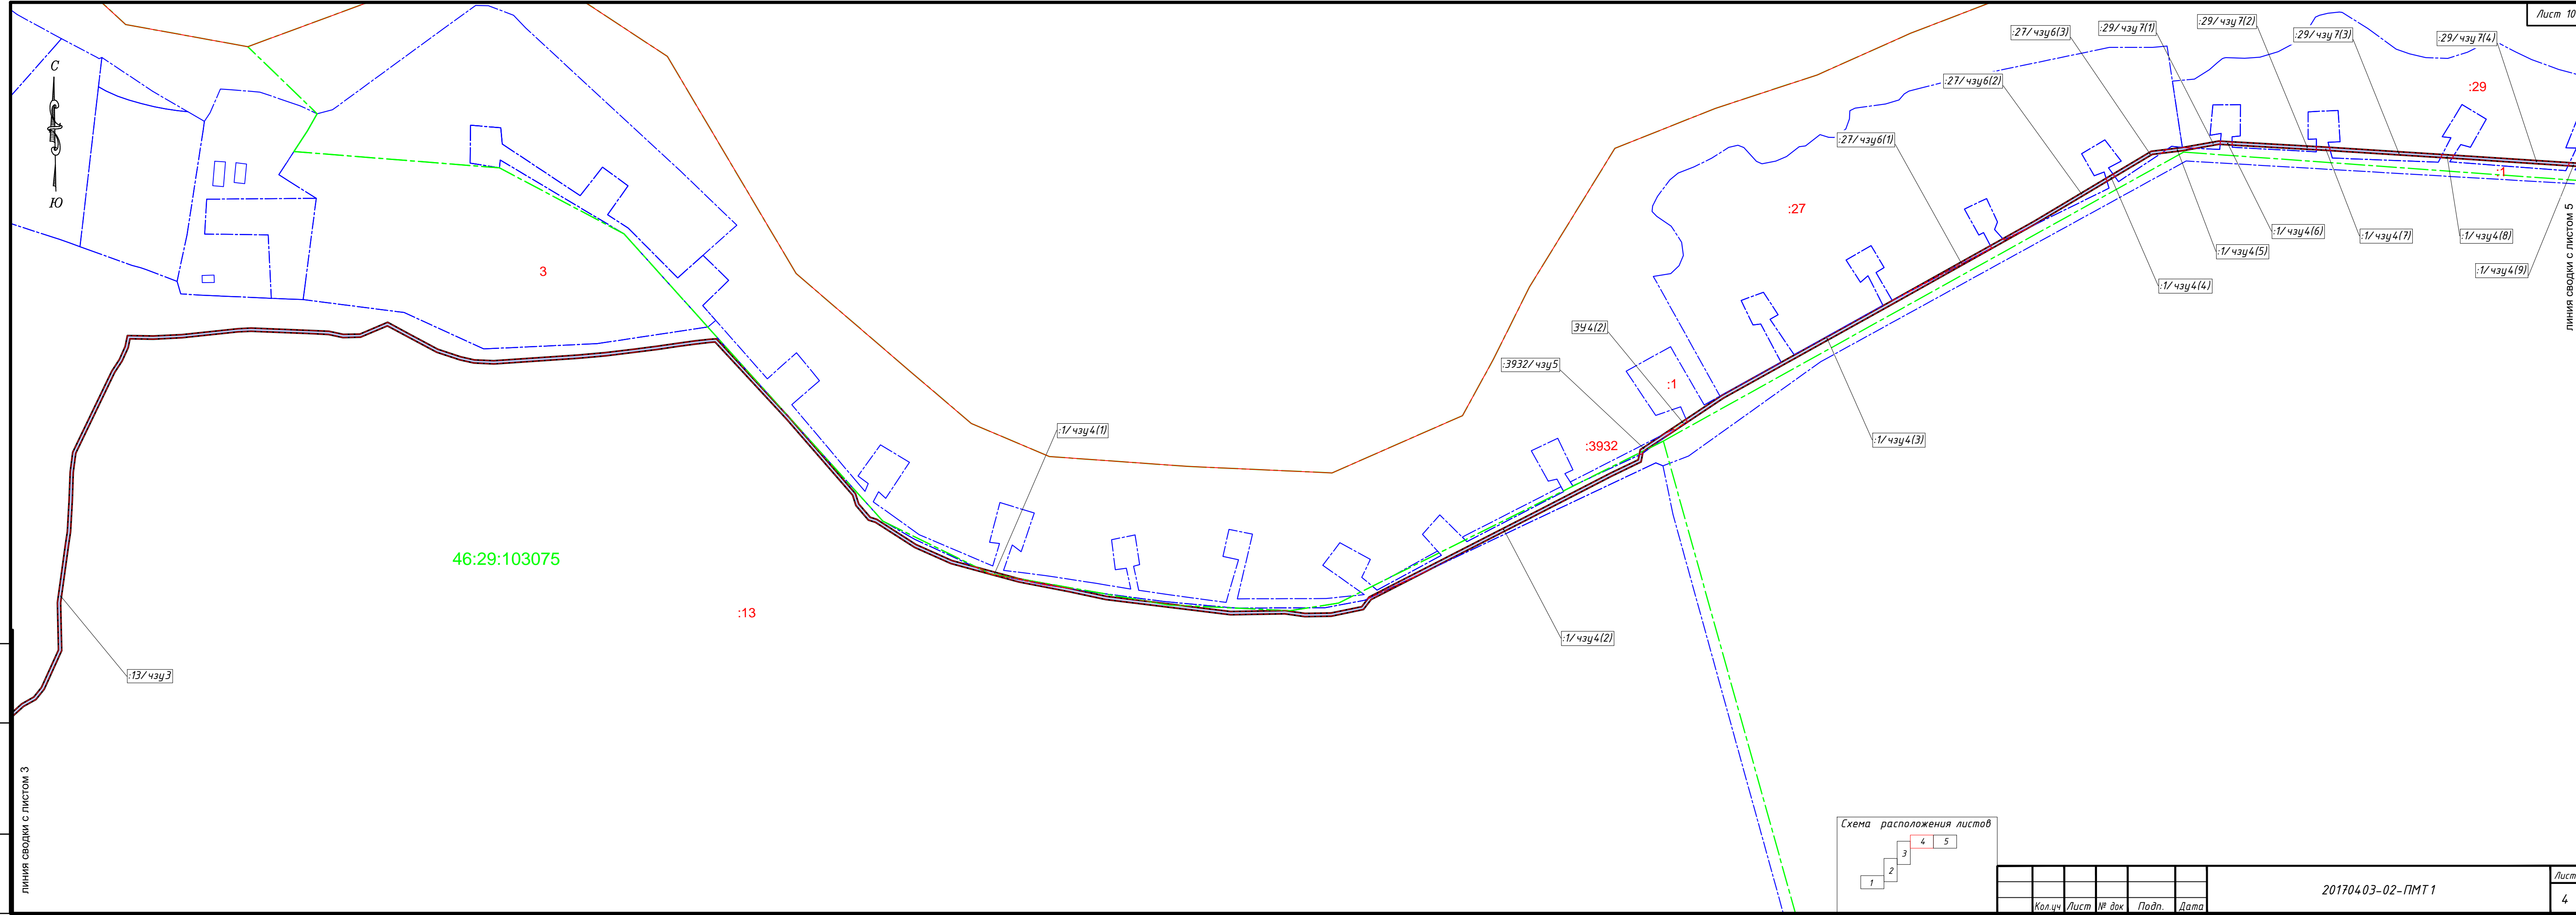 Лист 10
С
Ю
:27/чзу6(3)
:29/чзу7(1)
:29/чзу7(2)
:29/чзу7(3)
:29/чзу7(4)
:27/чзу6(2)
:29
:27/чзу6(1)
:1
:27
:1/чзу4(6)
:1/чзу4(7)
:1/чзу4(8)
:1/чзу4(5)
:1/чзу4(9)
:1/чзу4(4)
линия сводки с листом 5
3
ЗУ4(2)
:3932/чзу5
:1
:1/чзу4(1)
:1/чзу4(3)
:3932
46:29:103075
:13
:1/чзу4(2)
:13/чзу3
линия сводки с листом 3
Схема расположения листов
4 5
3
2
1
20170403-02-ПМТ1
Лист
4
Кол.уч Лист № док Подп. Дата